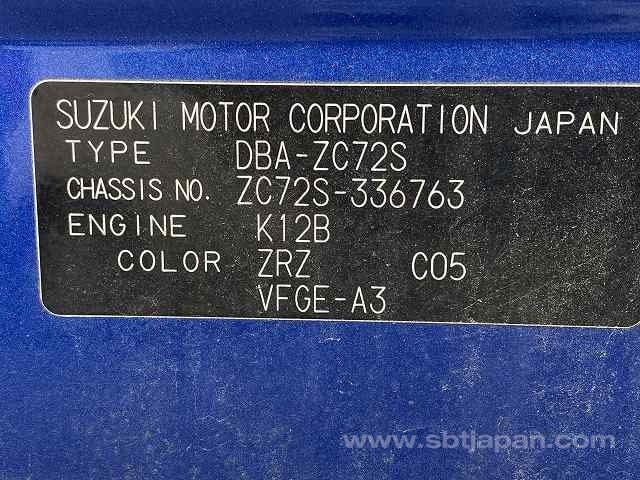 SUZUKI MOTOR CORPORATION JAPAN
TYPE DBA-ZC72S
CHASSIS NO. ZC72S-336763
ENGINE K12B
COLOR ZRZ C05
VFGE-A3
www.sbtjapan.com